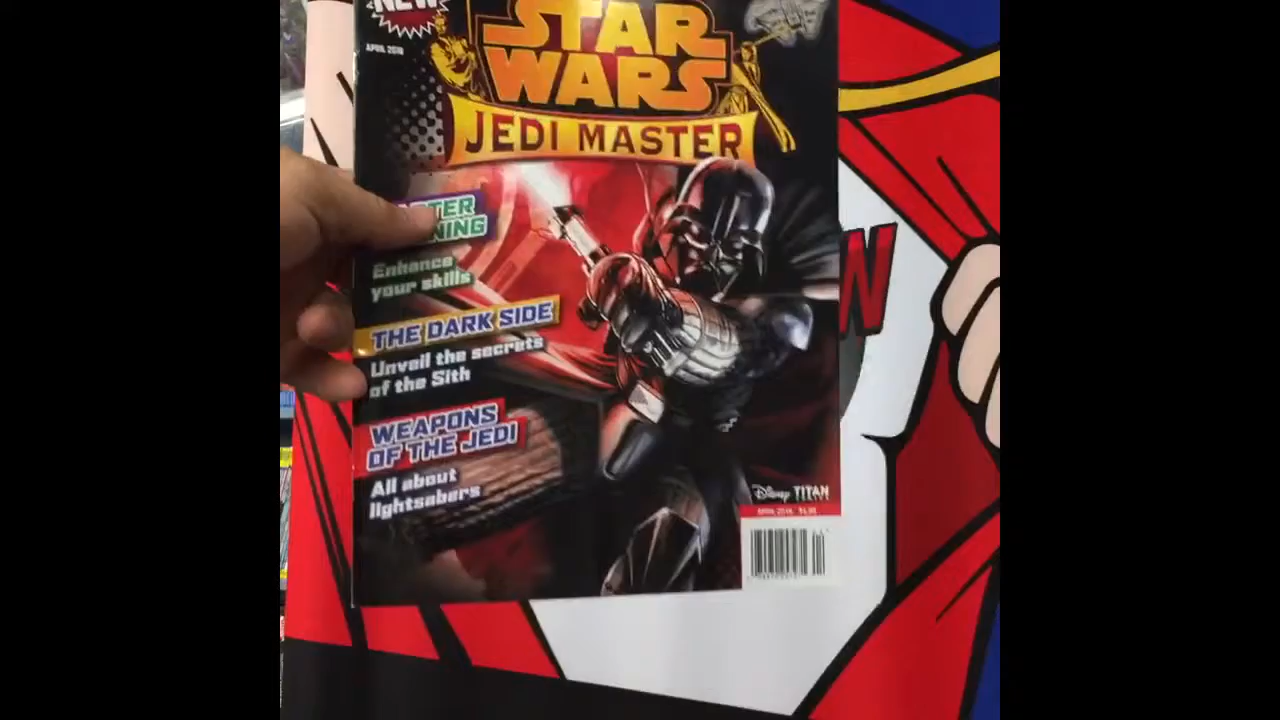 NEW
APRIL 2016
STAR
WARS
JEDI MASTER
Enhance
your skills
THE DARK SIDE
Unveil the secrets
of the Sith
WEAPONS
OF THE JEDI
All about
lightsabers
Disney TITAN